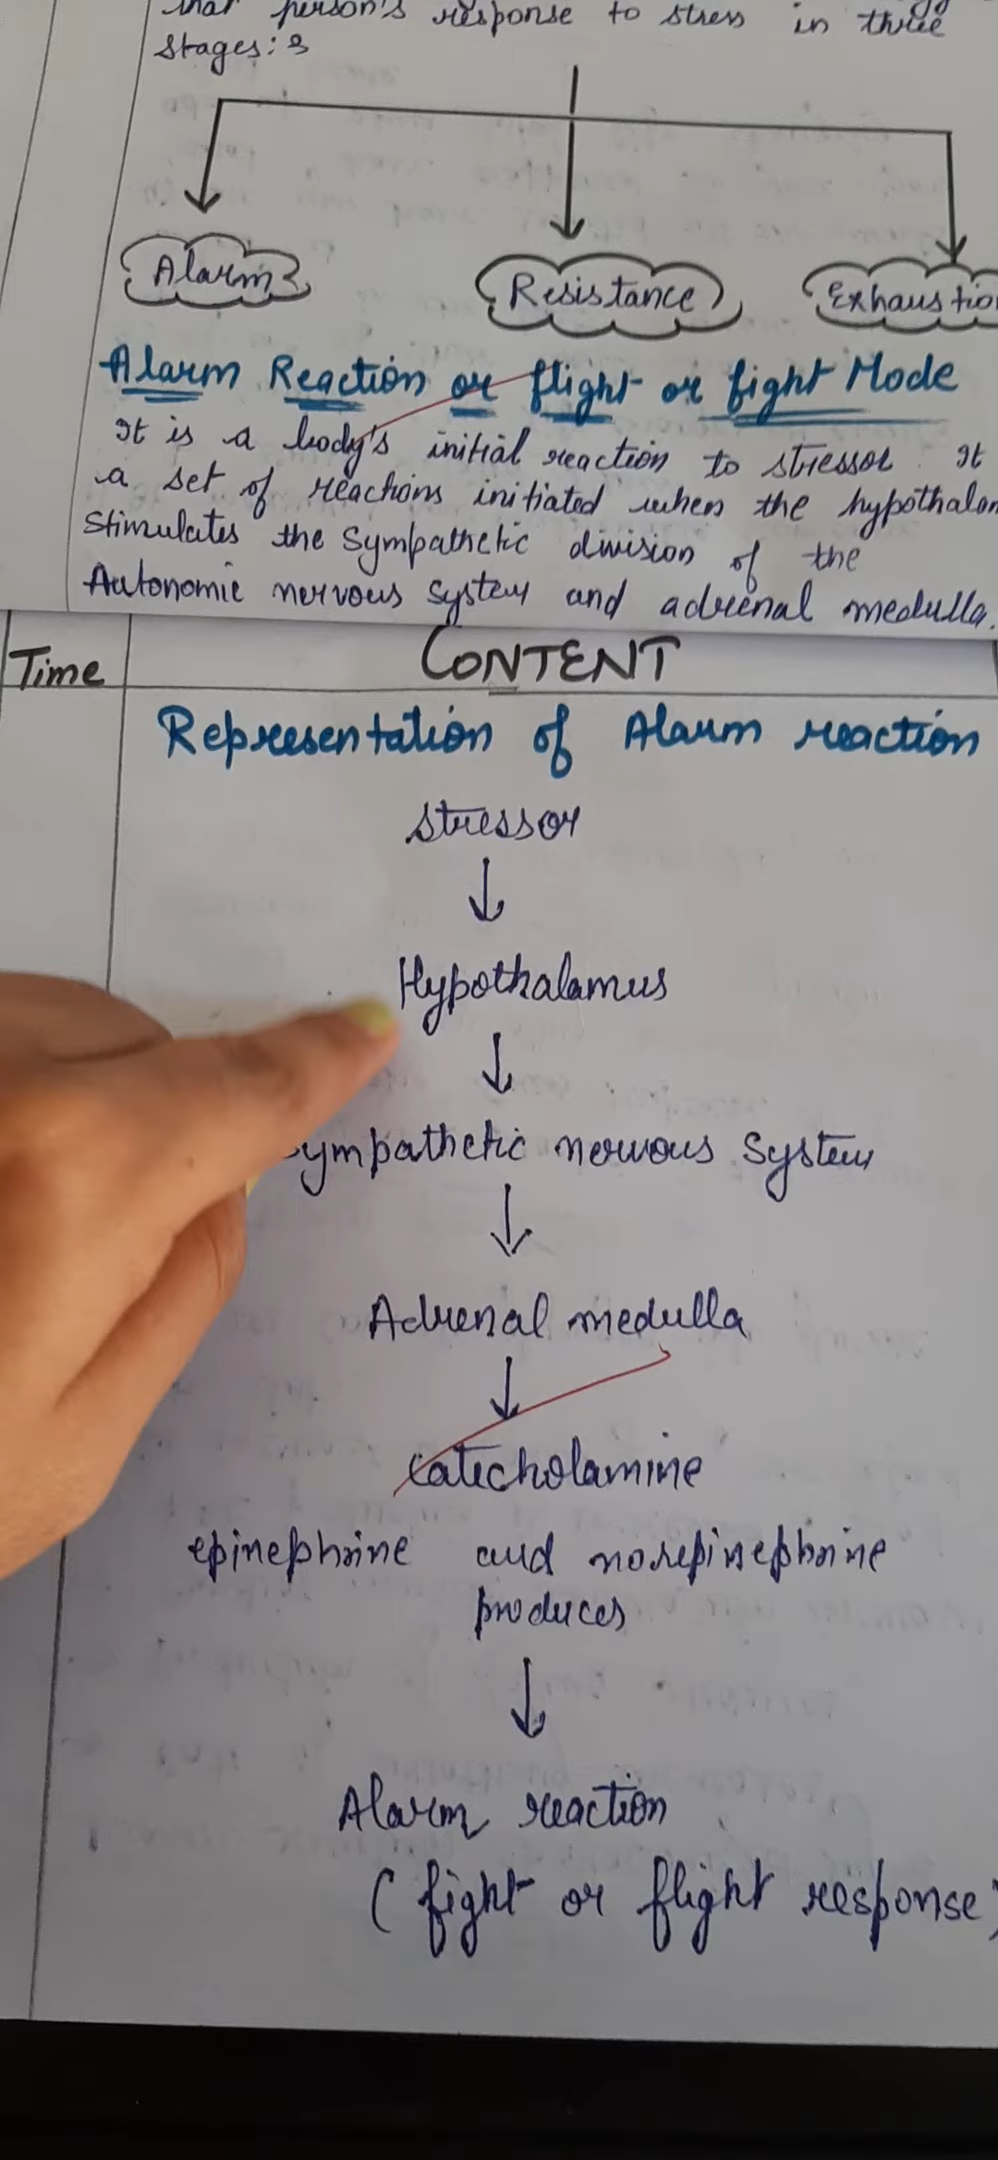 that person's response to stress in three
stages:
Alarm
Resistance
Exhaustion
Alarm Reaction or flight or fight Mode
It is a body's initial reaction to stressor. It
a set of reactions initiated when the hypothalam
Stimulates the Sympathetic division of the
Autonomic nervous System and adrenal medulla.
Time
CONTENT
Representation of Alarm reaction
stressor
Hypothalamus
sympathetic nervous System
Adrenal medulla
catecholamine
epinephrine and norepinephrine
produces
Alarm reaction
(fight or flight response)